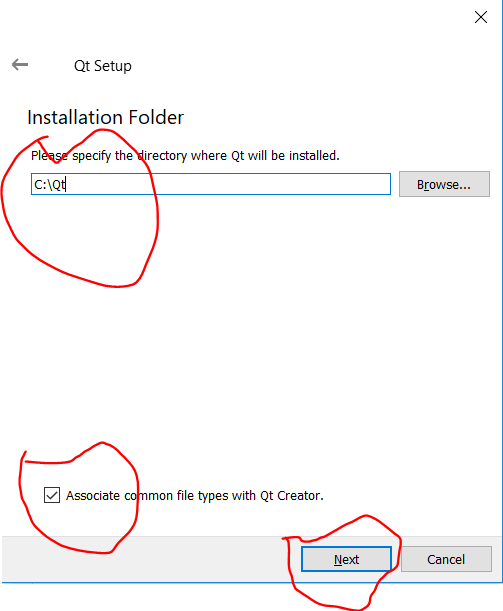 Qt Setup
Installation Folder
Please specify the directory where Qt will be installed.
C:\Qt
Browse...
Associate common file types with Qt Creator.
Next
Cancel